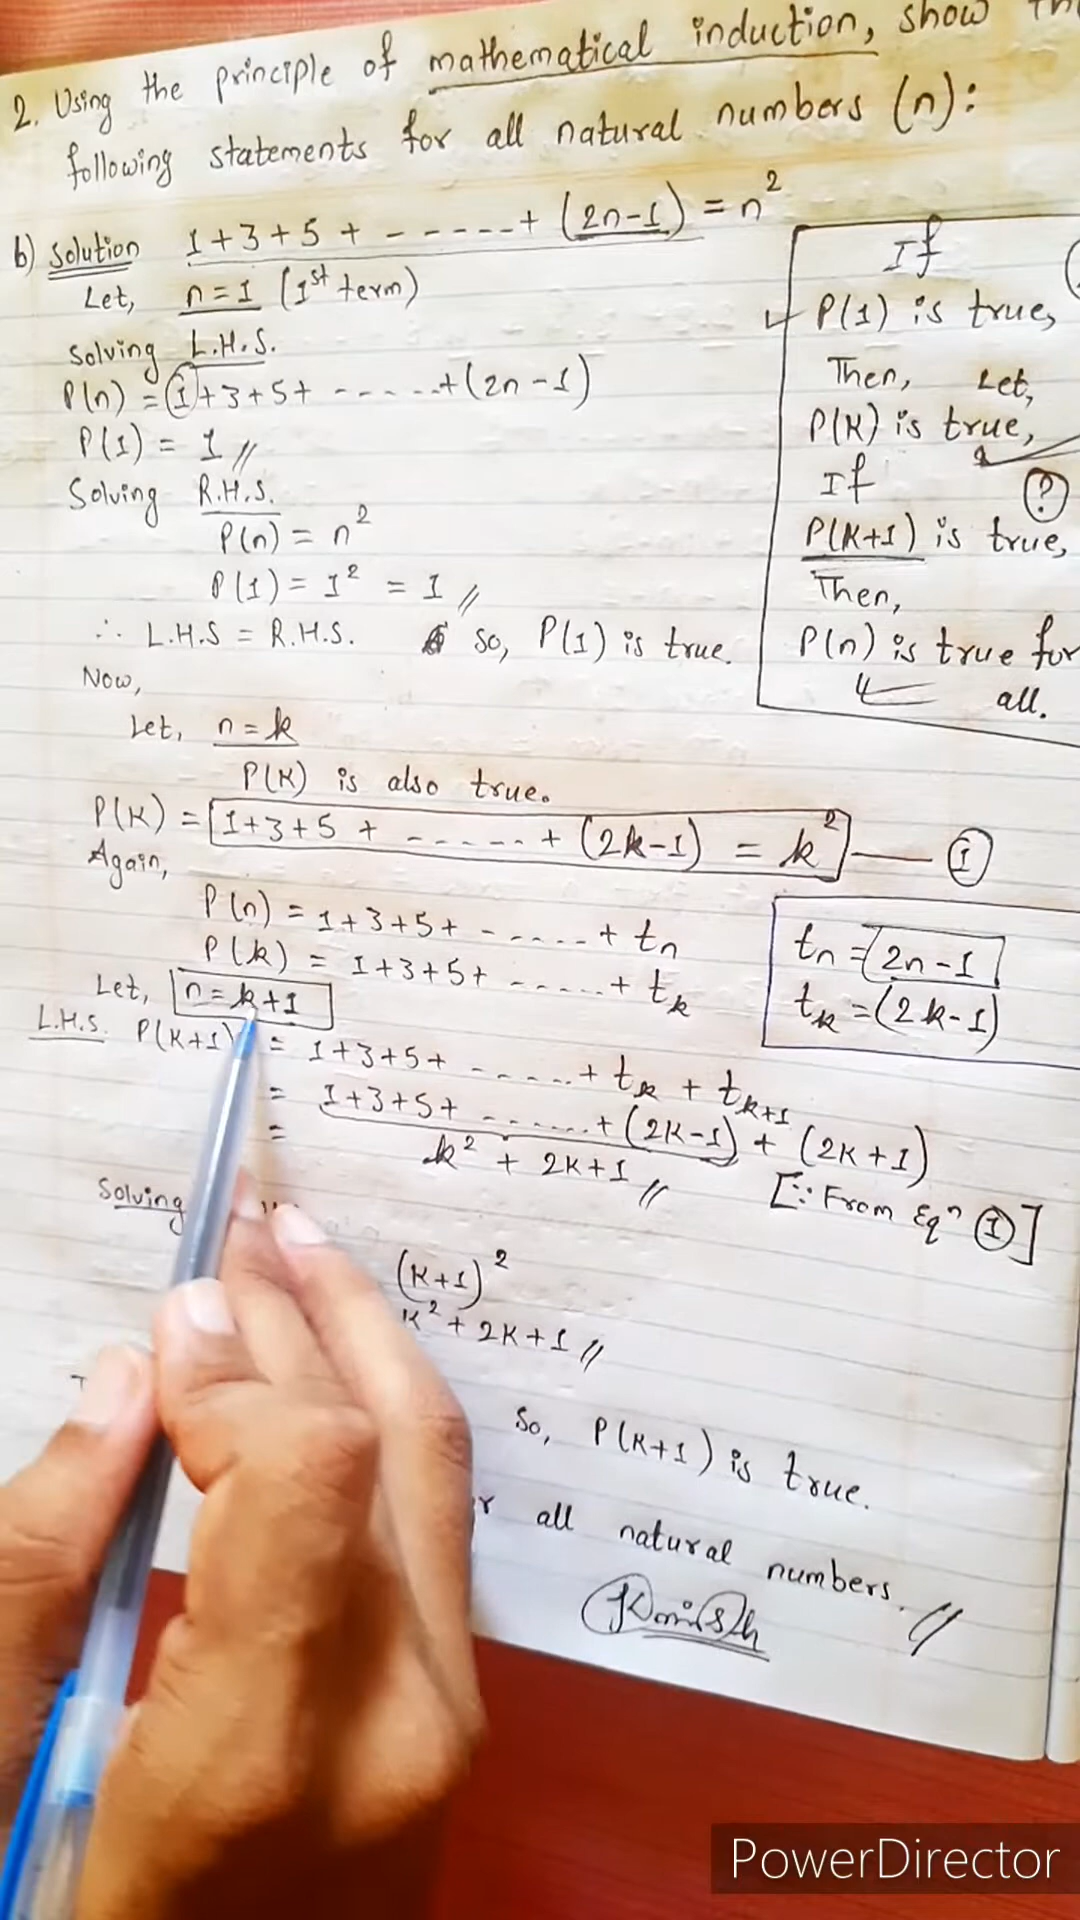 2. Using the principle of mathematical induction, show
following statements for all natural numbers (n):
b) Solution 1+3+5+ - - - - - -+ (2n-1) = n²
Let, n=1 (1st term)
Solving L.H.S.
P(n) = 1+3+5+ - - - - - -+(2n-1)
P(1) = 1 //
Solving R.H.S.
P(n) = n²
P(1) = 1² = 1 //
∴ L.H.S = R.H.S. So, P(1) is true.
Now,
Let, n=k
P(K) is also true.
P(K) = 1+3+5+ - - - - - - + (2k-1) = k² —— ①
Again,
P(n) = 1+3+5+ - - - - - - + tn
P(k) = 1+3+5+ - - - - - - + tk
Let, n=k+1
L.H.S. P(K+1) = 1+3+5+ - - - - - -+ tk + tk+1
= 1+3+5+ - - - - - -+ (2K-1) + (2K+1)
= k² + 2K+1 // [∵ From Eqn ①]
Solving
(K+1)²
K² + 2K+1 //
So, P(K+1) is true.
all natural numbers. //
If
P(1) is true,
Then, Let,
P(K) is true,
If ?
P(K+1) is true,
Then,
P(n) is true for
all.
tn = 2n-1
tk = (2k-1)
PowerDirector